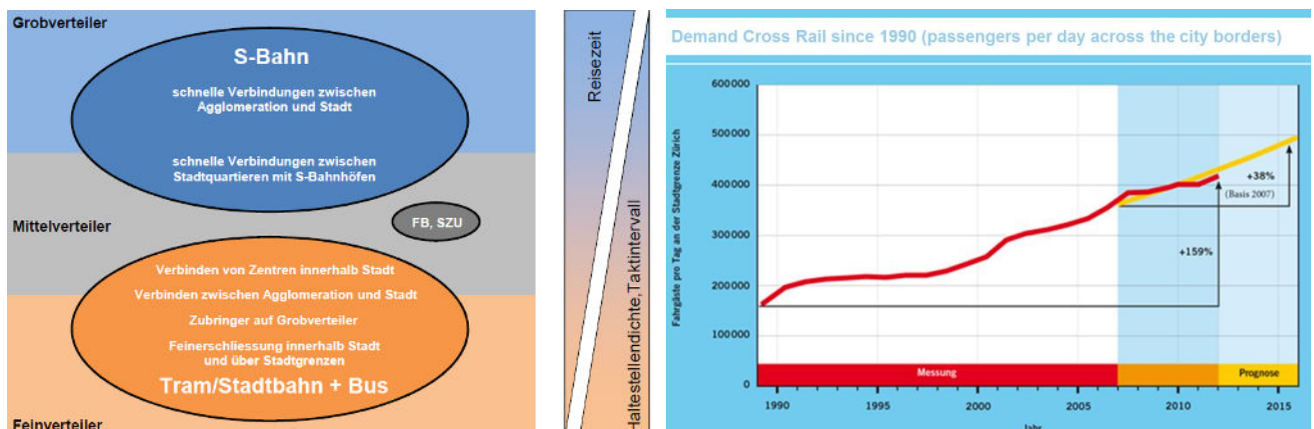 Grobverteiler
S-Bahn
schnelle Verbindungen zwischen
Agglomeration und Stadt
schnelle Verbindungen zwischen
Stadtquartieren mit S-Bahnhöfen
Mittelverteiler
FB, SZU
Verbinden von Zentren innerhalb Stadt
Verbinden zwischen Agglomeration und Stadt
Zubringer auf Grobverteiler
Feinerschliessung innerhalb Stadt
und über Stadtgrenzen
Tram/Stadtbahn + Bus
Feinverteiler
Reisezeit
Haltestellendichte,Taktintervall
Demand Cross Rail since 1990 (passengers per day across the city borders)
Fahrgäste pro Tag an der Stadtgrenze Zürich
600000
500000
400000
300000
200000
100000
0
+38%
(Basis 2007)
+159%
Messung
Prognose
1990
1995
2000
2005
2010
2015
Jahr